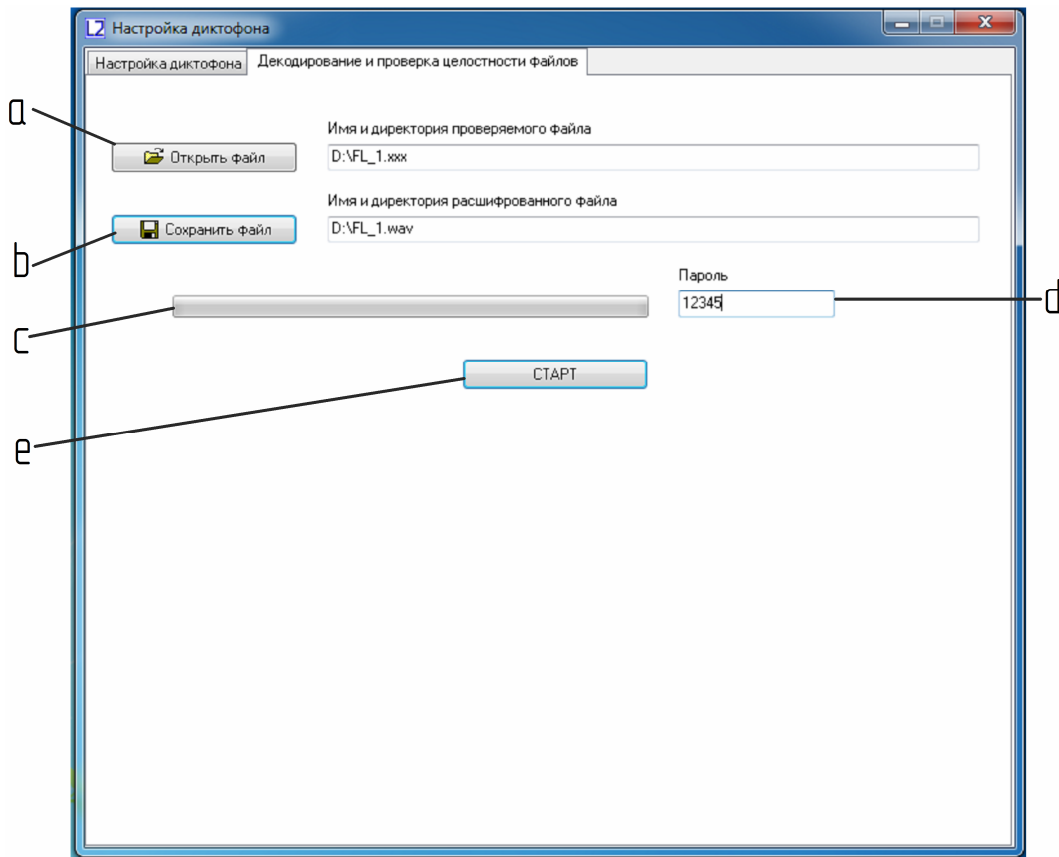 Настройка диктофона
Настройка диктофона Декодирование и проверка целостности файлов
a
Имя и директория проверяемого файла
Открыть файл D:\FL_1.xxx
Имя и директория расшифрованного файла
Сохранить файл D:\FL_1.wav
b
Пароль
12345
d
c
СТАРТ
e